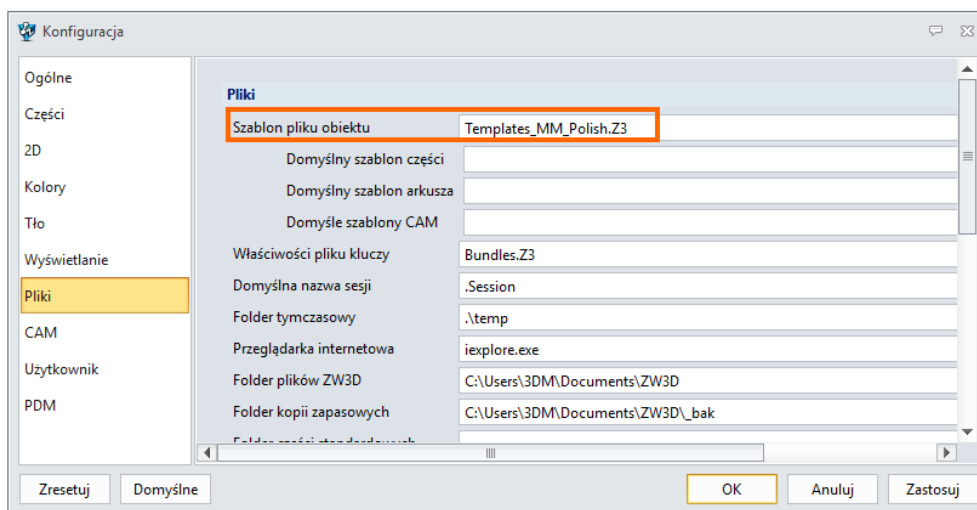 Konfiguracja
Ogólne
Części
2D
Kolory
Tło
Wyświetlanie
Pliki
CAM
Użytkownik
PDM
Pliki
Szablon pliku obiektu Templates_MM_Polish.Z3
Domyślny szablon części
Domyślny szablon arkusza
Domyśle szablony CAM
Właściwości pliku kluczy Bundles.Z3
Domyślna nazwa sesji .Session
Folder tymczasowy .\temp
Przeglądarka internetowa iexplore.exe
Folder plików ZW3D C:\Users\3DM\Documents\ZW3D
Folder kopii zapasowych C:\Users\3DM\Documents\ZW3D\_bak
Folder części standardowych
Zresetuj Domyślne OK Anuluj Zastosuj